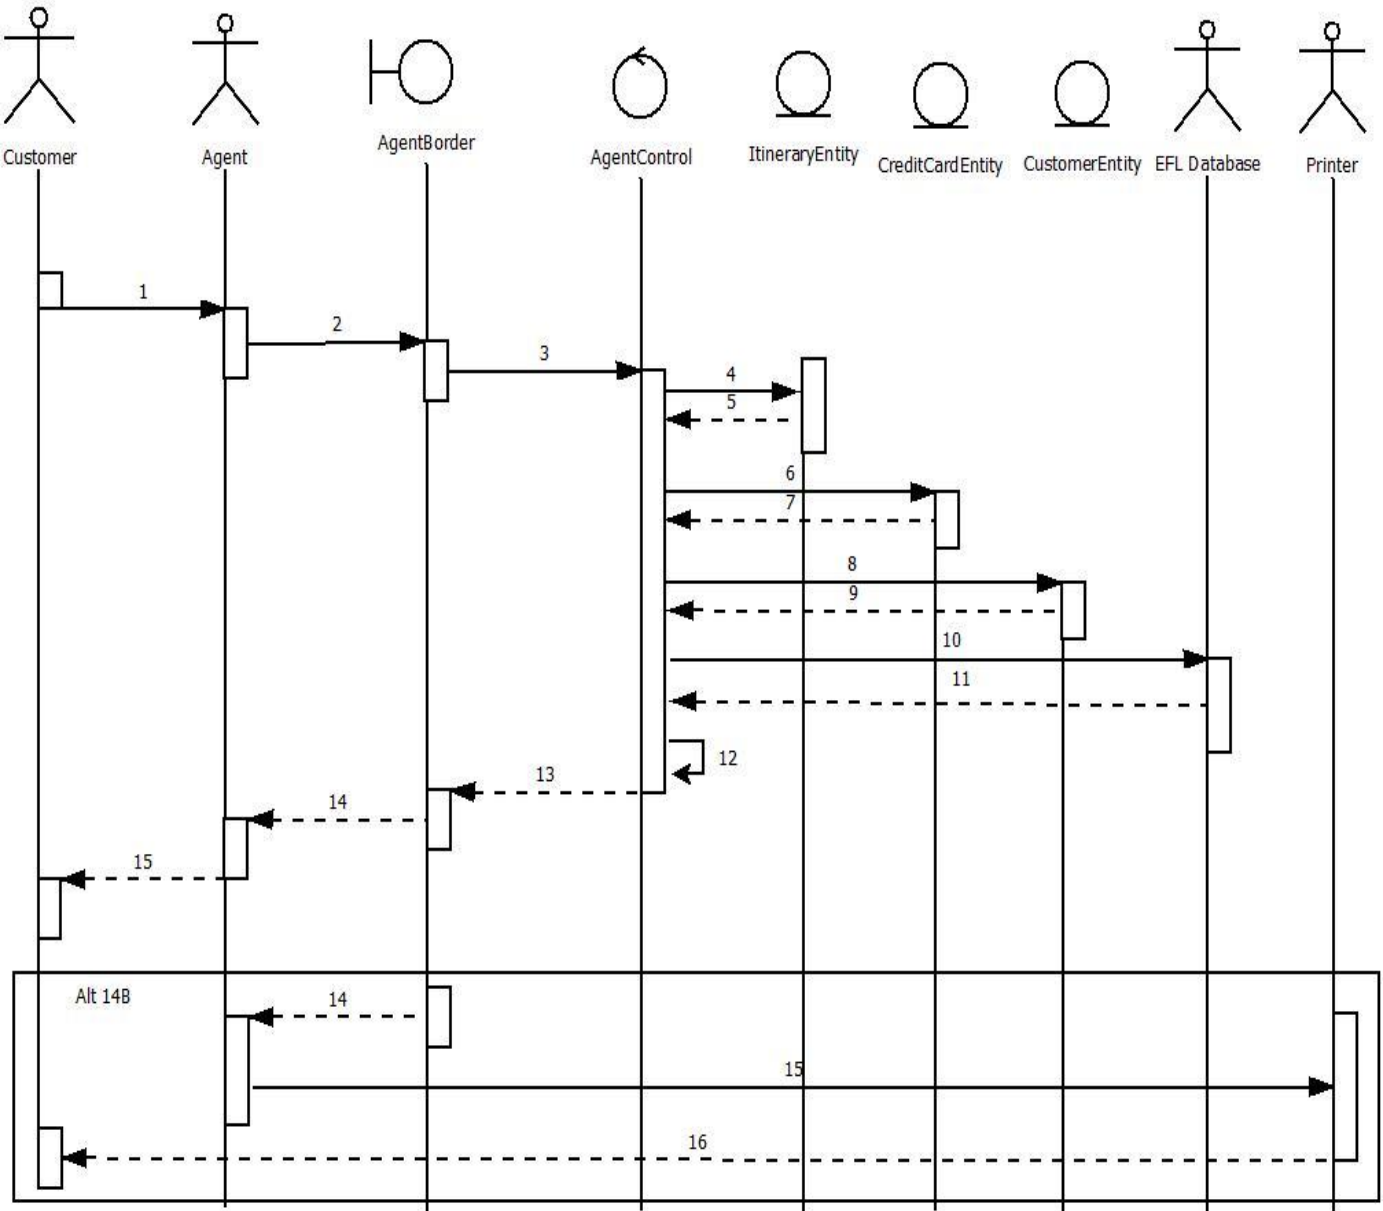 Customer
Agent
AgentBorder
AgentControl
ItineraryEntity
CreditCardEntity
CustomerEntity
EFL Database
Printer
1
2
3
4
5
6
7
8
9
10
11
12
13
14
15
Alt 14B
14
15
16